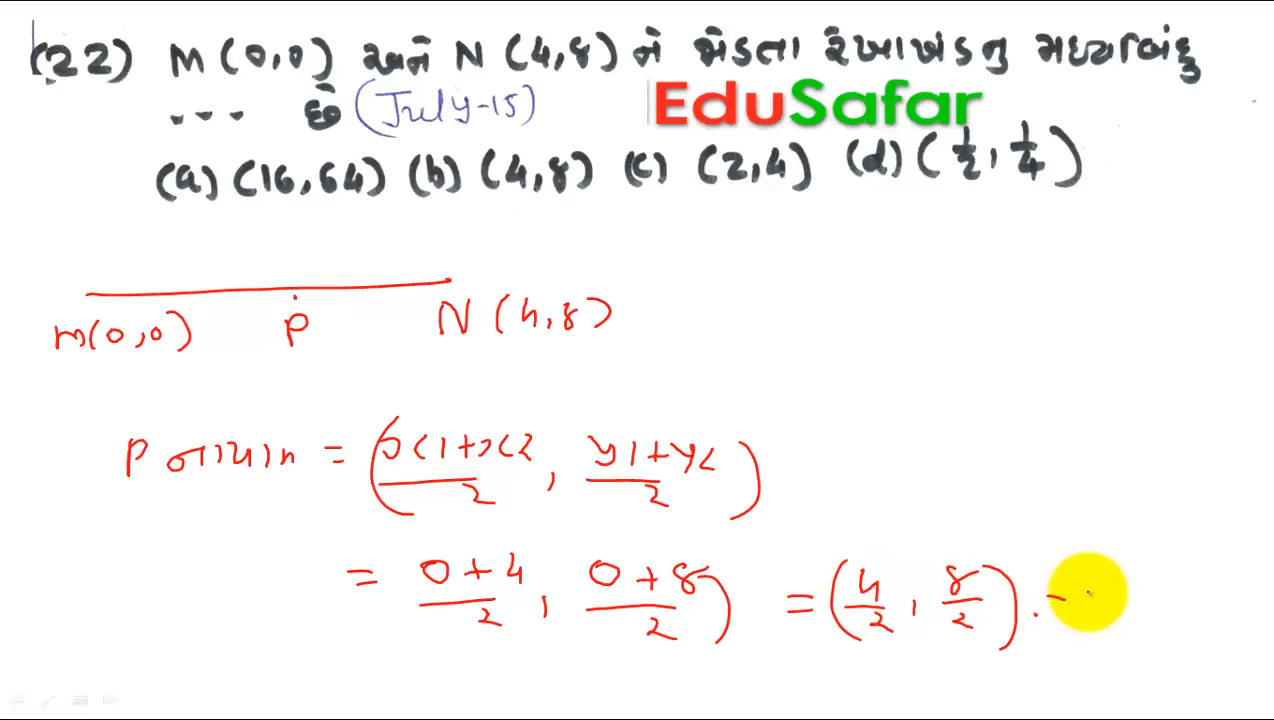 (22) M (0,0) અને N (4,8) ને જોડતા રેખાખંડનું મધ્યબિંદુ
... છે (July-15) EduSafar
(a) (16,64) (b) (4,8) (c) (2,4) (d) (1/2, 1/4)
M(0,0) P N (4,8)
P ના યામ = (x1+x2/2, y1+y2/2)
= 0+4/2, 0+8/2) = (4/2, 8/2). =